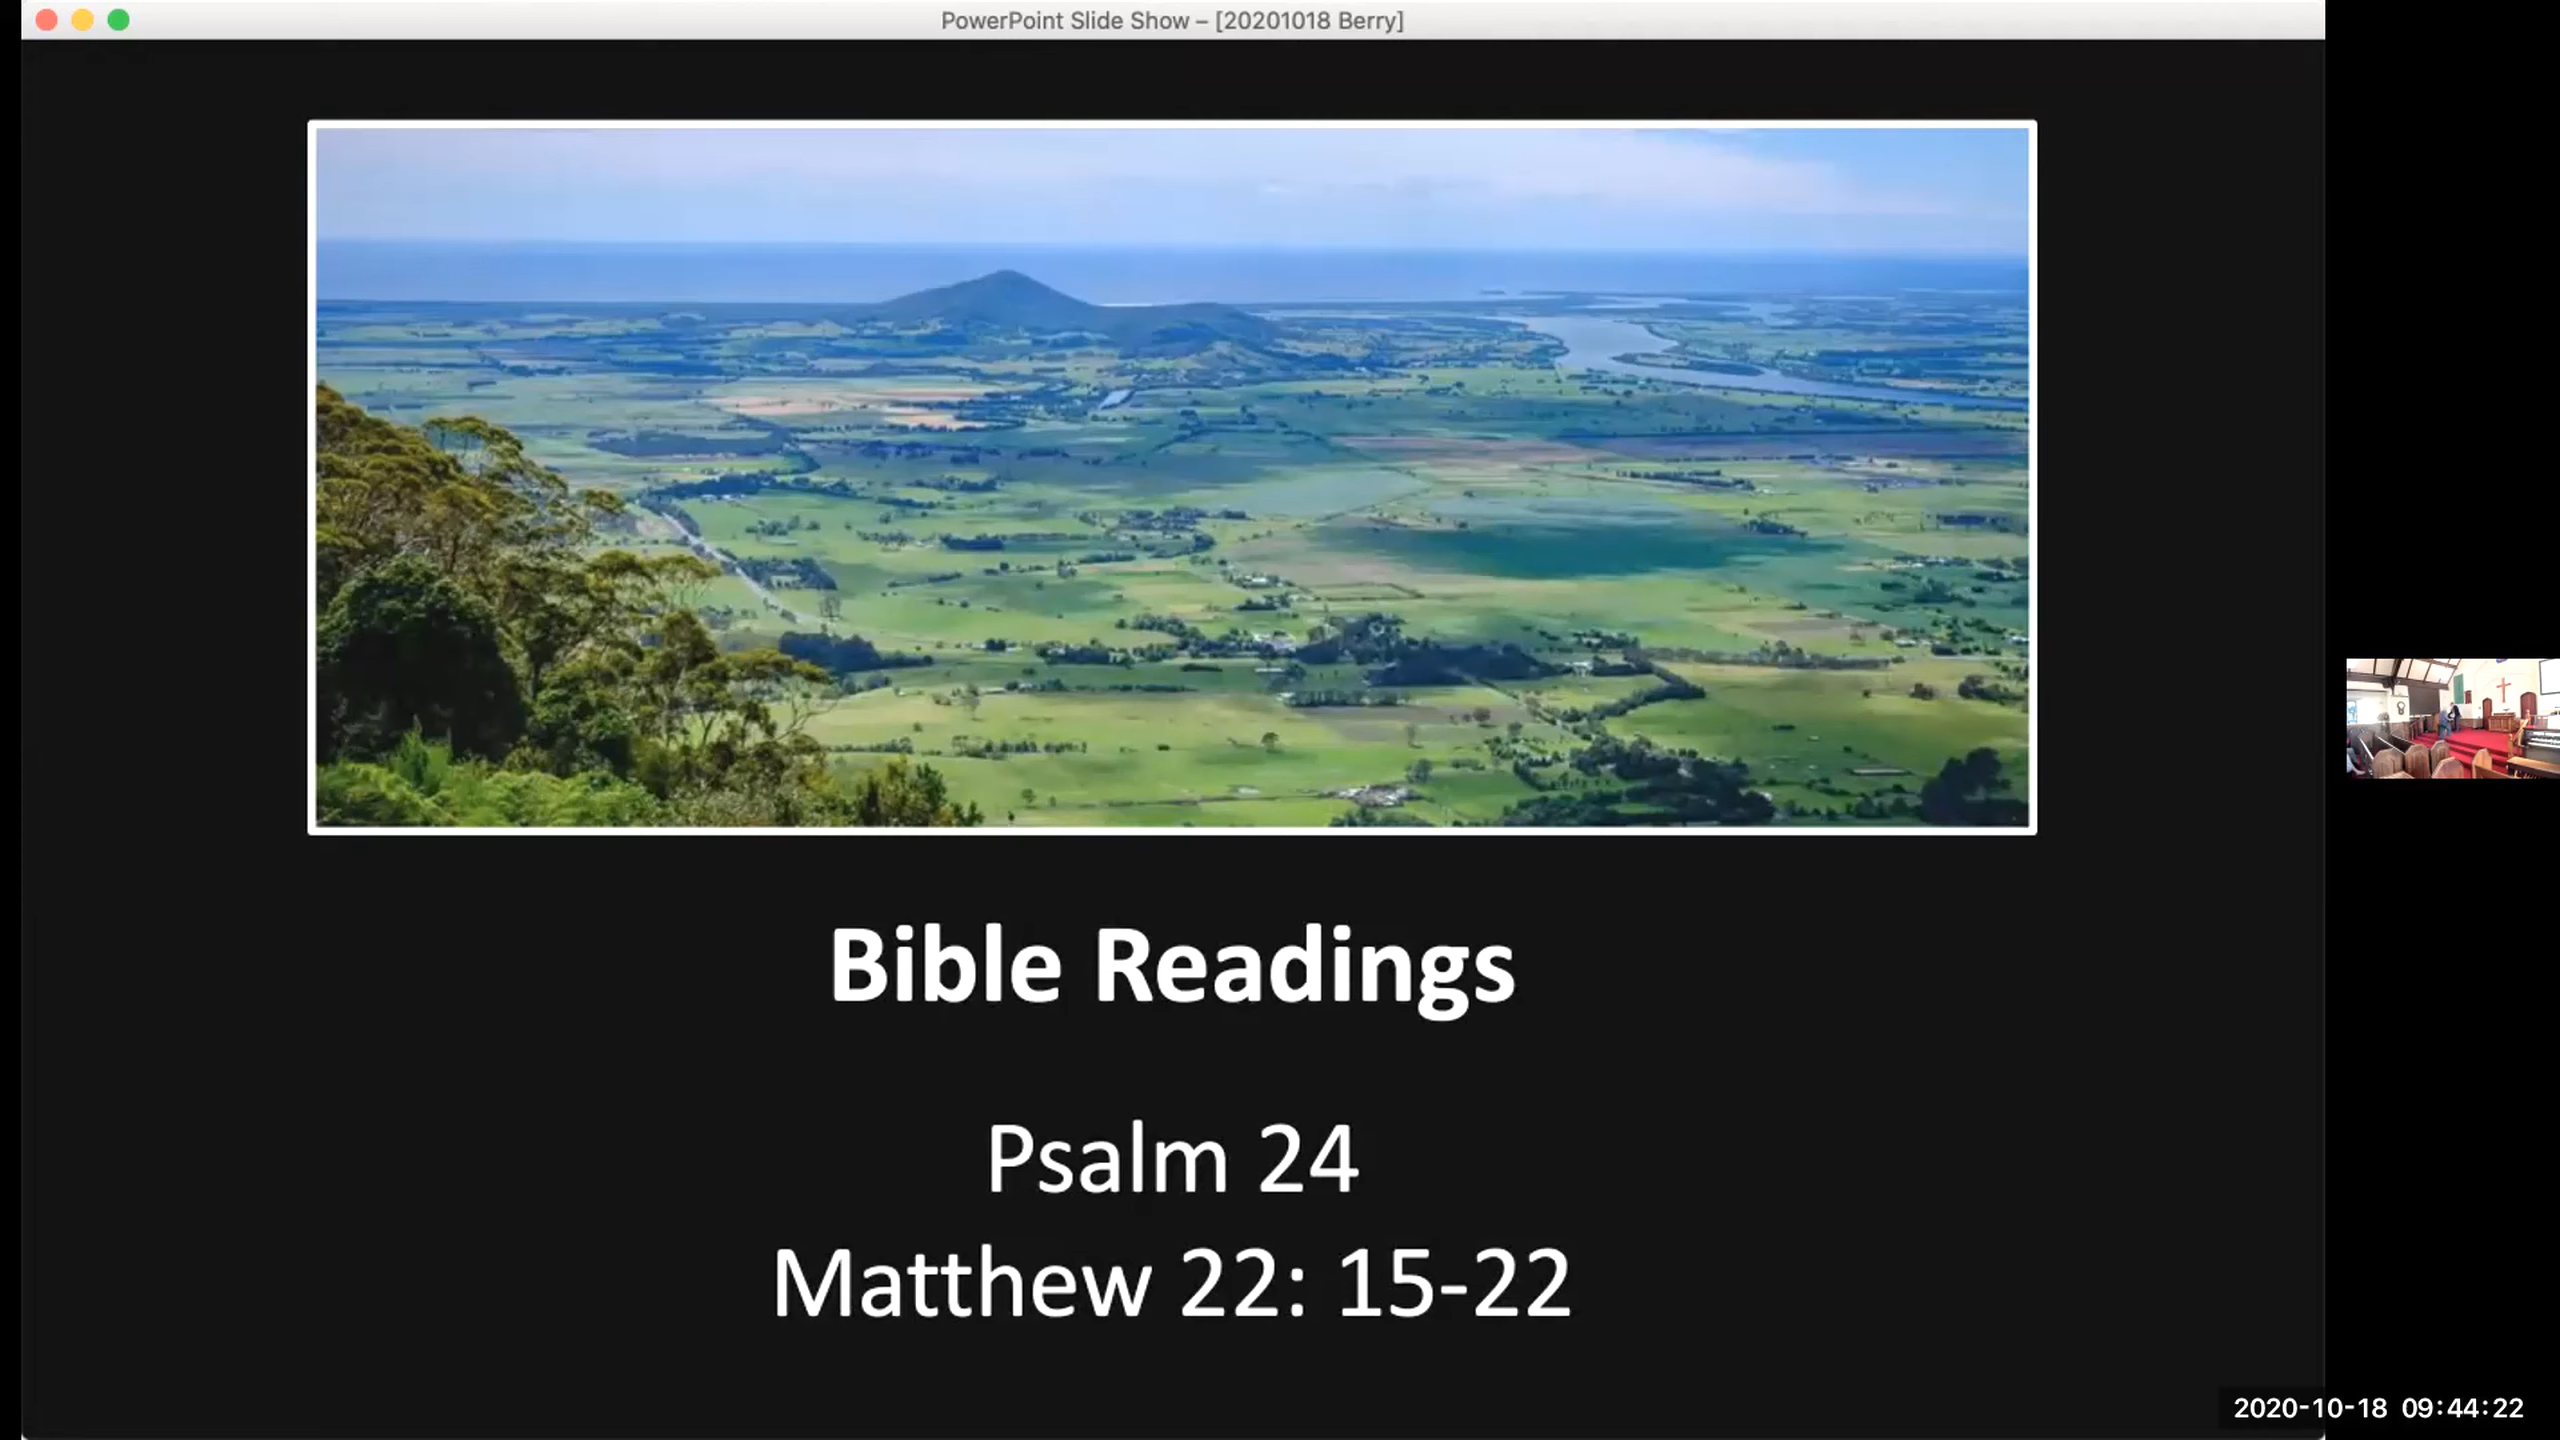 PowerPoint Slide Show – [20201018 Berry]
Bible Readings
Psalm 24
Matthew 22: 15-22
2020-10-18 09:44:22